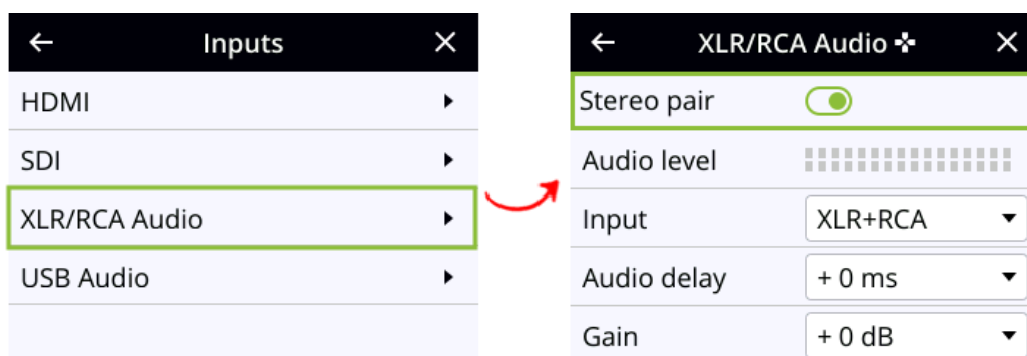 Inputs
HDMI
SDI
XLR/RCA Audio
USB Audio
XLR/RCA Audio
Stereo pair
Audio level
Input XLR+RCA
Audio delay + 0 ms
Gain + 0 dB